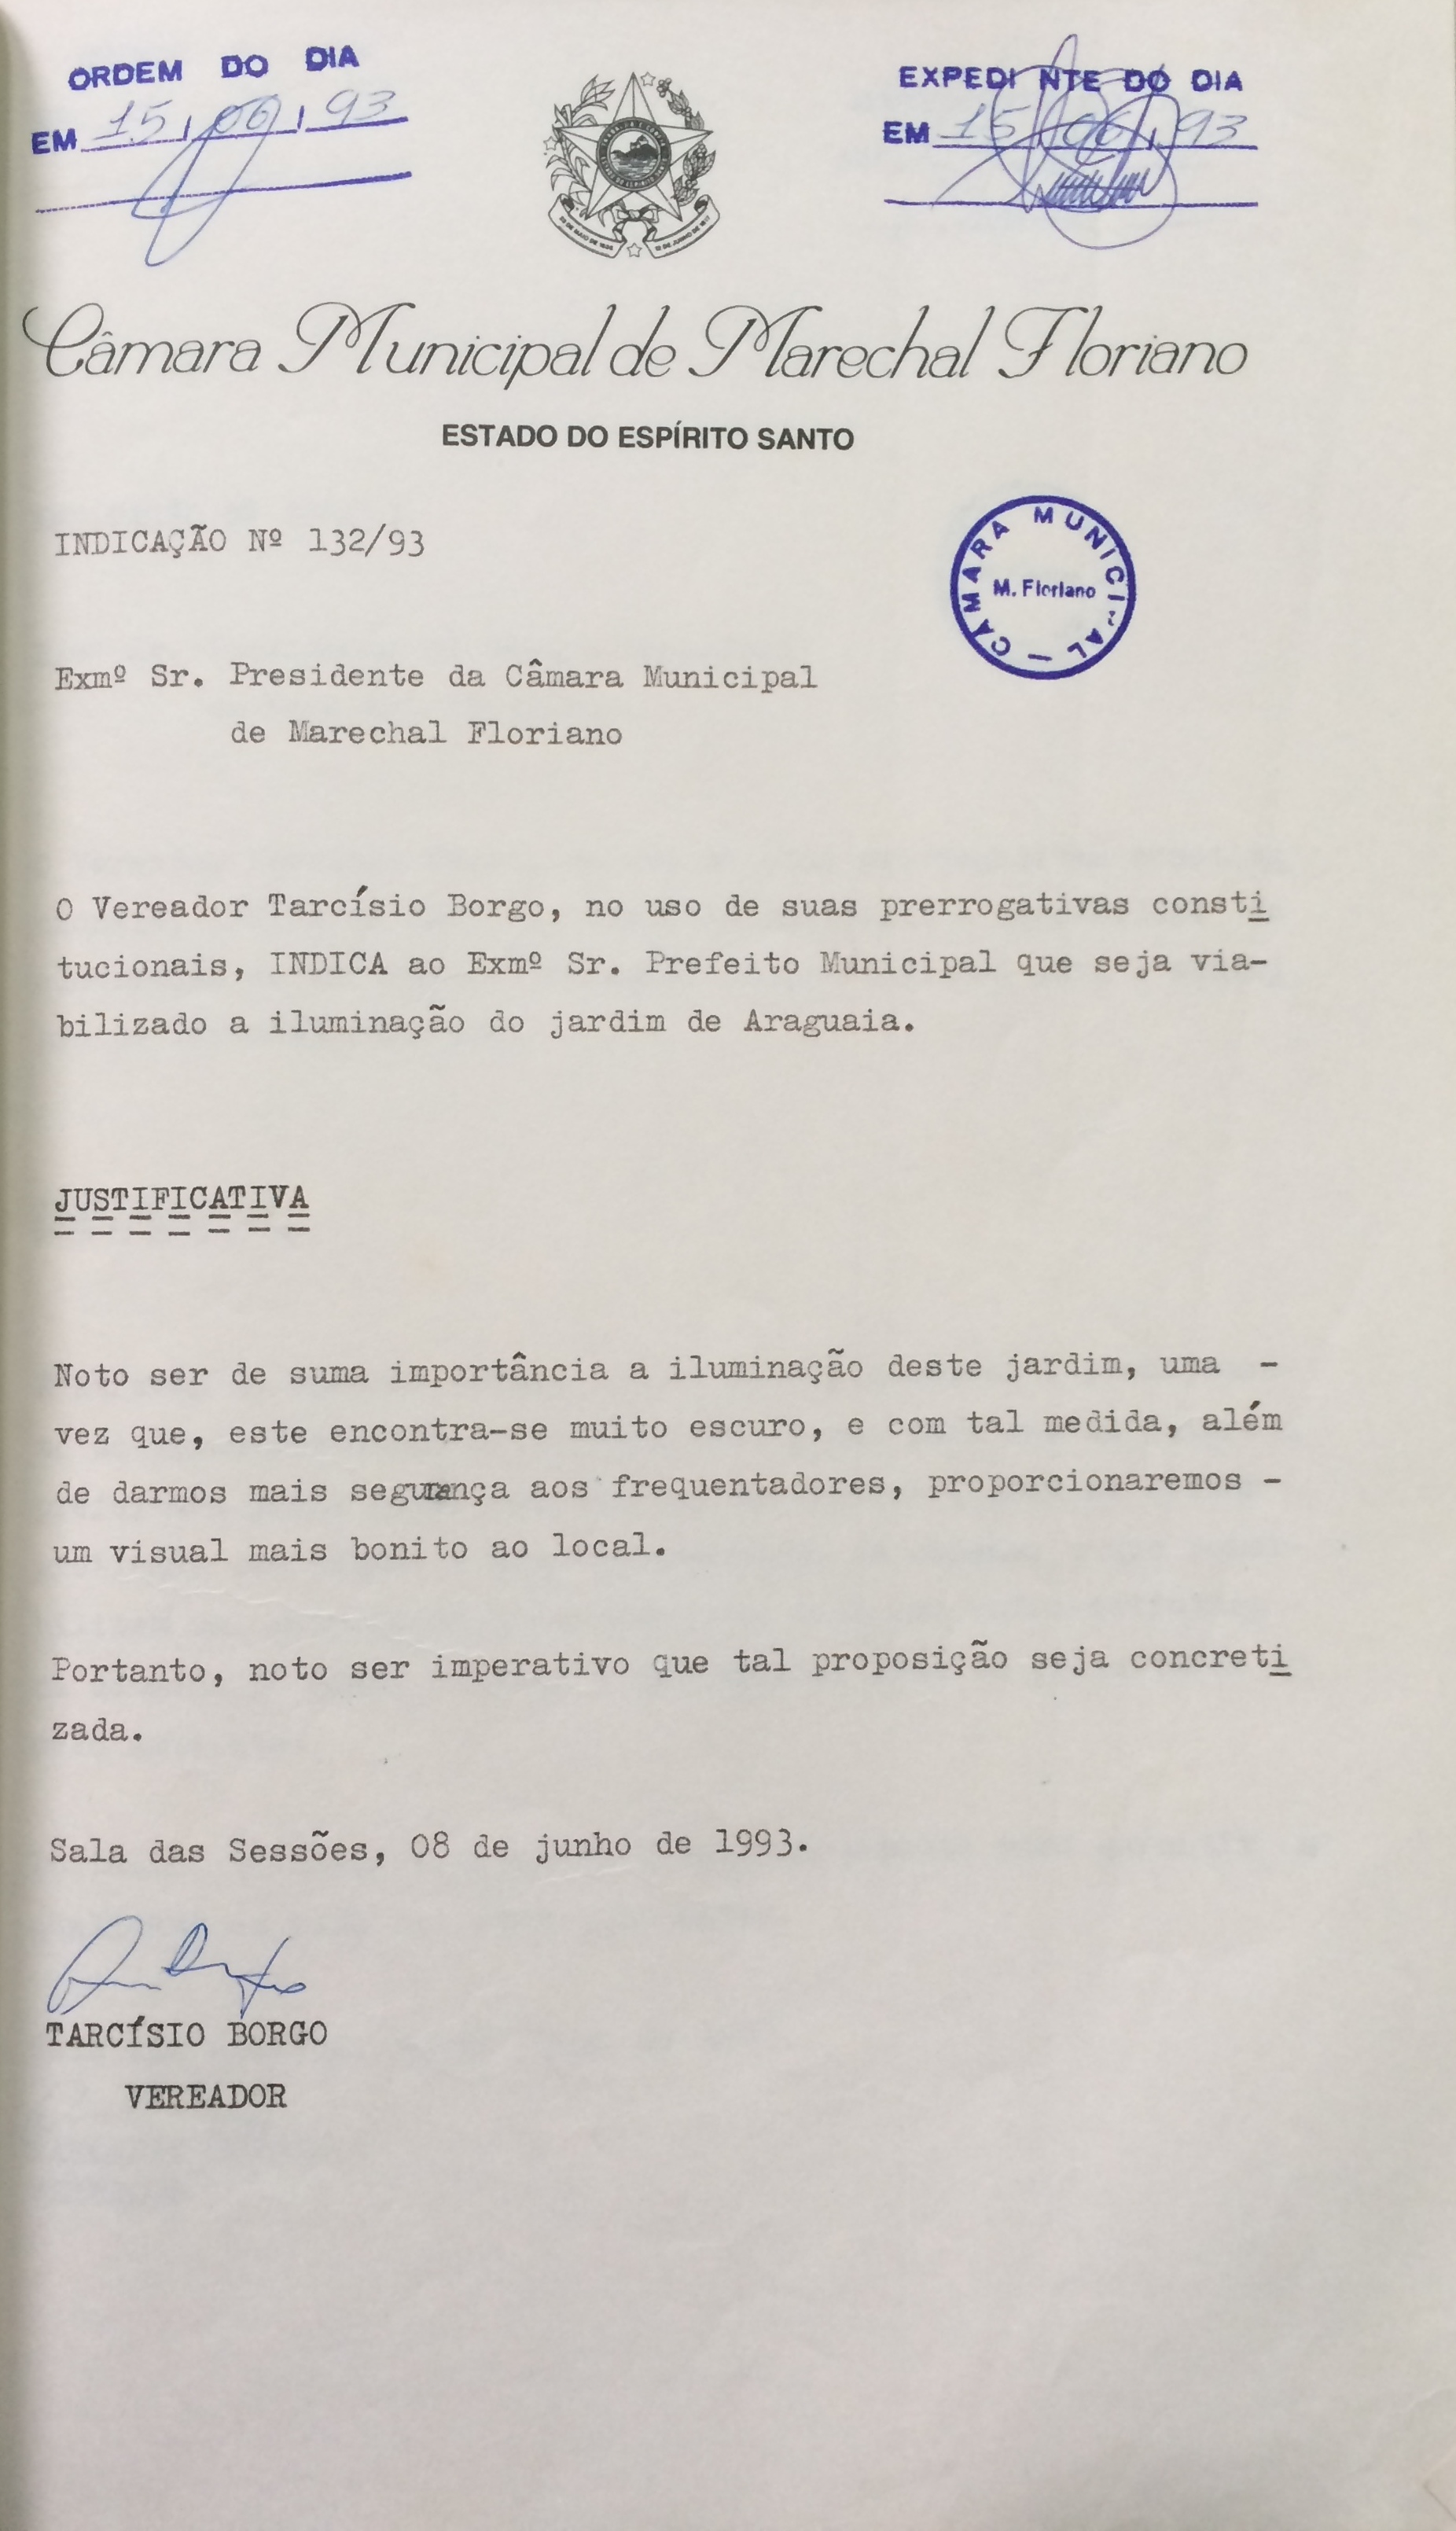 ORDEM DO DIA
EM 15, 06, 93
EXPEDI NTE DO DIA
EM 15, 06, 93
Câmara Municipal de Marechal Floriano
ESTADO DO ESPÍRITO SANTO
INDICAÇÃO Nº 132/93
CÂMARA MUNICIPAL —
M. Floriano
Exmº Sr. Presidente da Câmara Municipal
de Marechal Floriano
O Vereador Tarcísio Borgo, no uso de suas prerrogativas consti
tucionais, INDICA ao Exmº Sr. Prefeito Municipal que seja via-
bilizado a iluminação do jardim de Araguaia.
JUSTIFICATIVA
Noto ser de suma importância a iluminação deste jardim, uma -
vez que, este encontra-se muito escuro, e com tal medida, além
de darmos mais segurança aos frequentadores, proporcionaremos -
um visual mais bonito ao local.
Portanto, noto ser imperativo que tal proposição seja concreti
zada.
Sala das Sessões, 08 de junho de 1993.
TARCÍSIO BORGO
VEREADOR